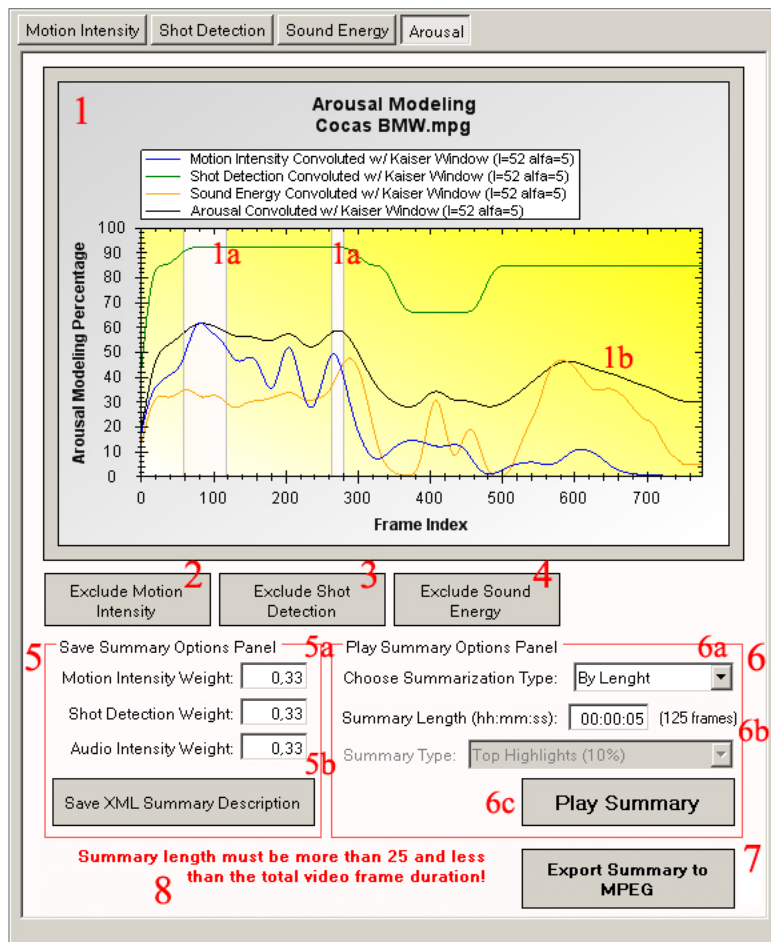 Motion Intensity Shot Detection Sound Energy Arousal
1
Arousal Modeling
Cocas BMW.mpg
Motion Intensity Convoluted w/ Kaiser Window (l=52 alfa=5)
Shot Detection Convoluted w/ Kaiser Window (l=52 alfa=5)
Sound Energy Convoluted w/ Kaiser Window (l=52 alfa=5)
Arousal Convoluted w/ Kaiser Window (l=52 alfa=5)
Arousal Modeling Percentage
100
90
80
70
60
50
40
30
20
10
0
1a 1a
1b
0 100 200 300 400 500 600 700
Frame Index
2 3 4
Exclude Motion
Intensity
Exclude Shot
Detection
Exclude Sound
Energy
5 Save Summary Options Panel 5a
Motion Intensity Weight: 0,33
Shot Detection Weight: 0,33
Audio Intensity Weight: 0,33
5b
Save XML Summary Description
Play Summary Options Panel 6a 6
Choose Summarization Type: By Lenght
Summary Length (hh:mm:ss): 00:00:05 (125 frames)
6b
Summary Type: Top Highlights (10%)
6c Play Summary
Summary length must be more than 25 and less
than the total video frame duration!
8
Export Summary to
MPEG
7